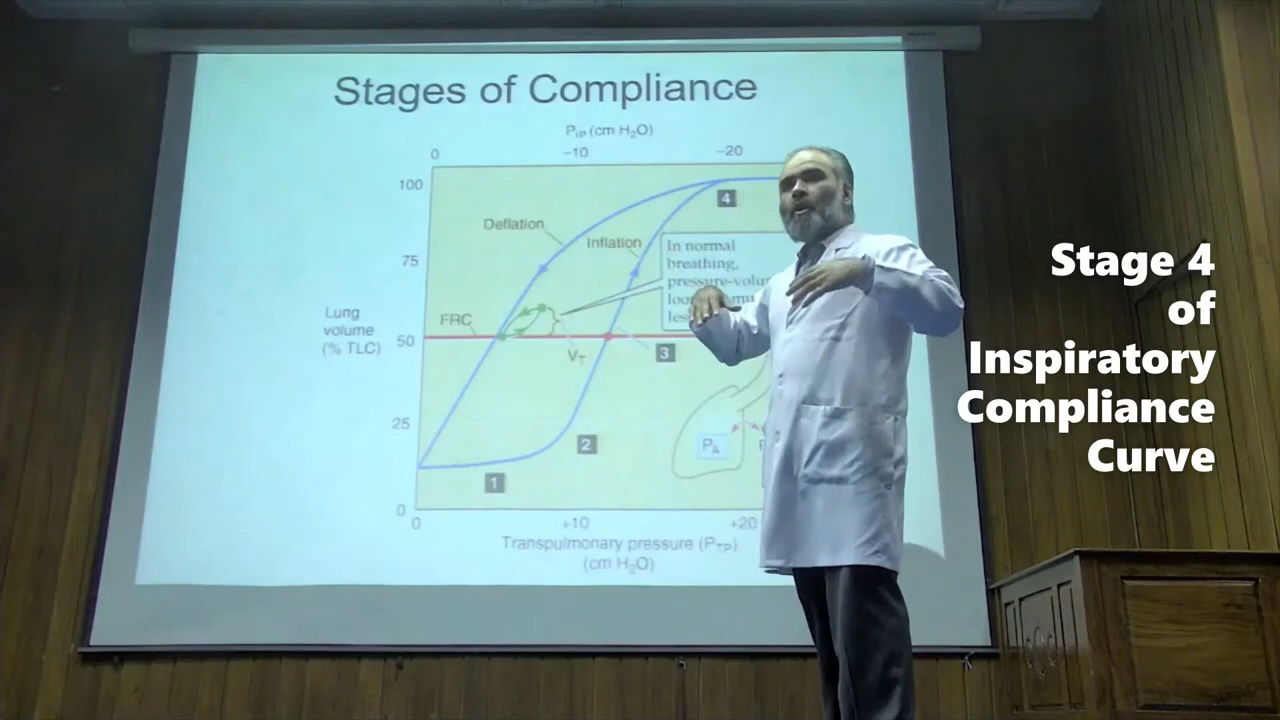 Stages of Compliance
P_IP (cm H₂O)
0 −10 −20
100
Deflation
4
Inflation
In normal
breathing,
75
Lung
volume
(% TLC)
FRC
50
V_T
3
25
2
P_A
1
0
0 +10 +20
Transpulmonary pressure (P_TP)
(cm H₂O)
Stage 4
of
Inspiratory
Compliance
Curve